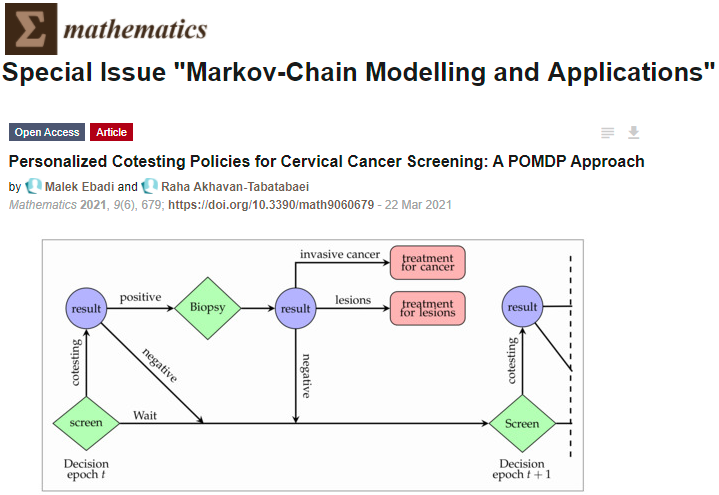 Σ mathematics
Special Issue "Markov-Chain Modelling and Applications"
Open Access Article
Personalized Cotesting Policies for Cervical Cancer Screening: A POMDP Approach
by Malek Ebadi and Raha Akhavan-Tabatabaei
Mathematics 2021, 9(6), 679; https://doi.org/10.3390/math9060679 - 22 Mar 2021
invasive cancer
treatment
for cancer
result
positive
Biopsy
result
lesions
treatment
for lesions
result
cotesting
negative
negative
cotesting
screen
Wait
Screen
Decision
epoch t
Decision
epoch t + 1